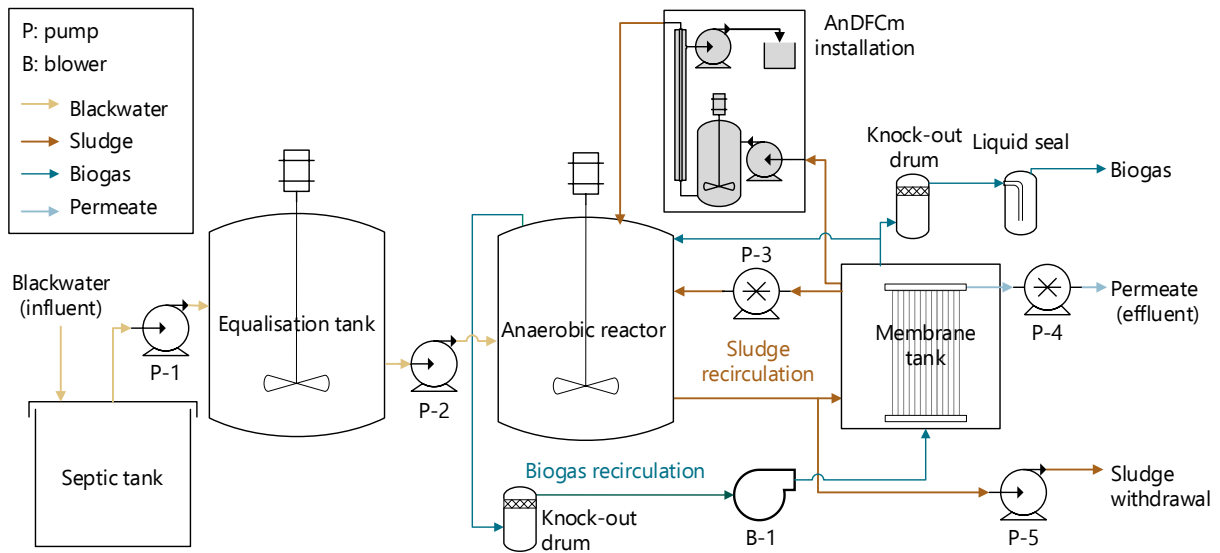 P: pump
B: blower
Blackwater
Sludge
Biogas
Permeate
AnDFCm
installation
Knock-out
drum
Liquid seal
Biogas
Blackwater
(influent)
P-1
Equalisation tank
P-2
Anaerobic reactor
P-3
Sludge
recirculation
Membrane
tank
P-4
Permeate
(effluent)
Septic tank
Biogas recirculation
Knock-out
drum
B-1
P-5
Sludge
withdrawal